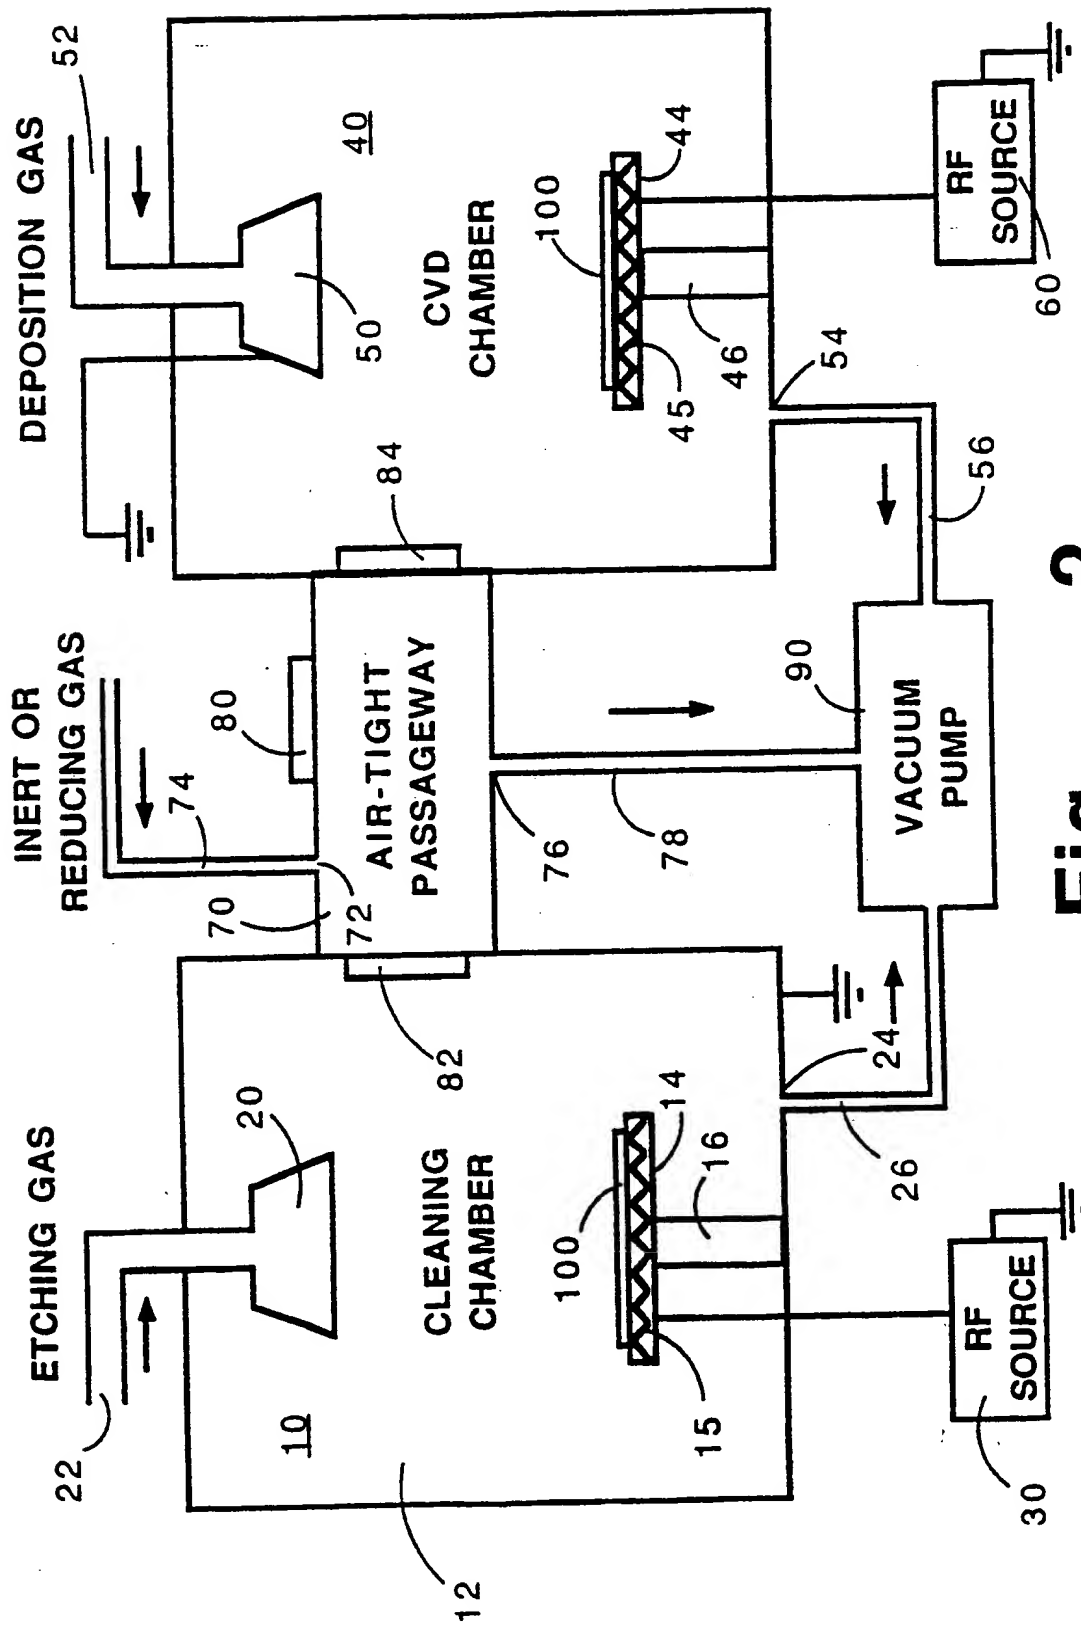 ETCHING GAS
INERT OR
REDUCING GAS
DEPOSITION GAS
22
74
52
10
20
70
72
80
84
50
40
12
82
CLEANING
CHAMBER
AIR-TIGHT
PASSAGEWAY
CVD
CHAMBER
100
100
15
16
14
76
78
45
46
44
24
26
90
54
56
VACUUM
PUMP
30
RF
SOURCE
60
RF
SOURCE